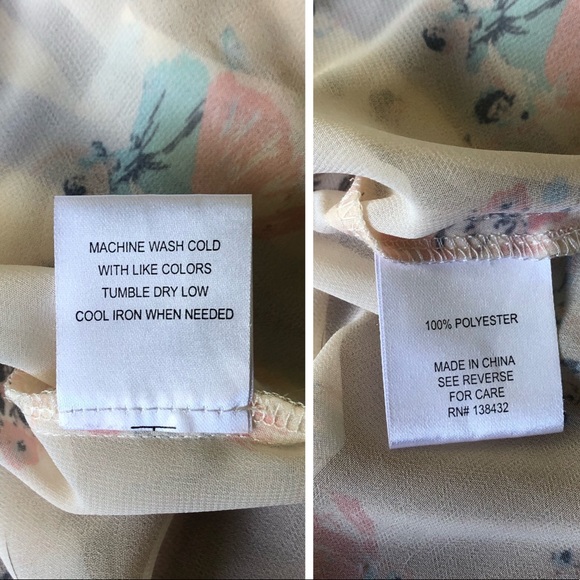 MACHINE WASH COLD
WITH LIKE COLORS
TUMBLE DRY LOW
COOL IRON WHEN NEEDED
100% POLYESTER
MADE IN CHINA
SEE REVERSE
FOR CARE
RN# 138432